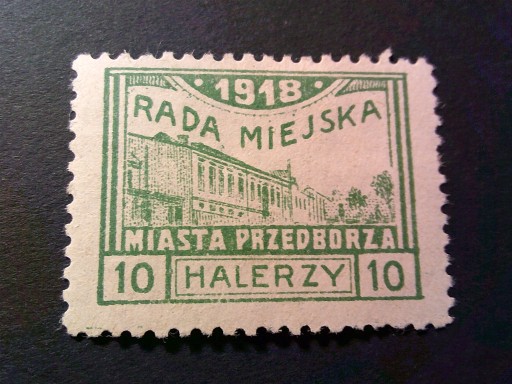 · 1918 ·
RADA MIEJSKA
MIASTA PRZEDBORZA
10 HALERZY 10